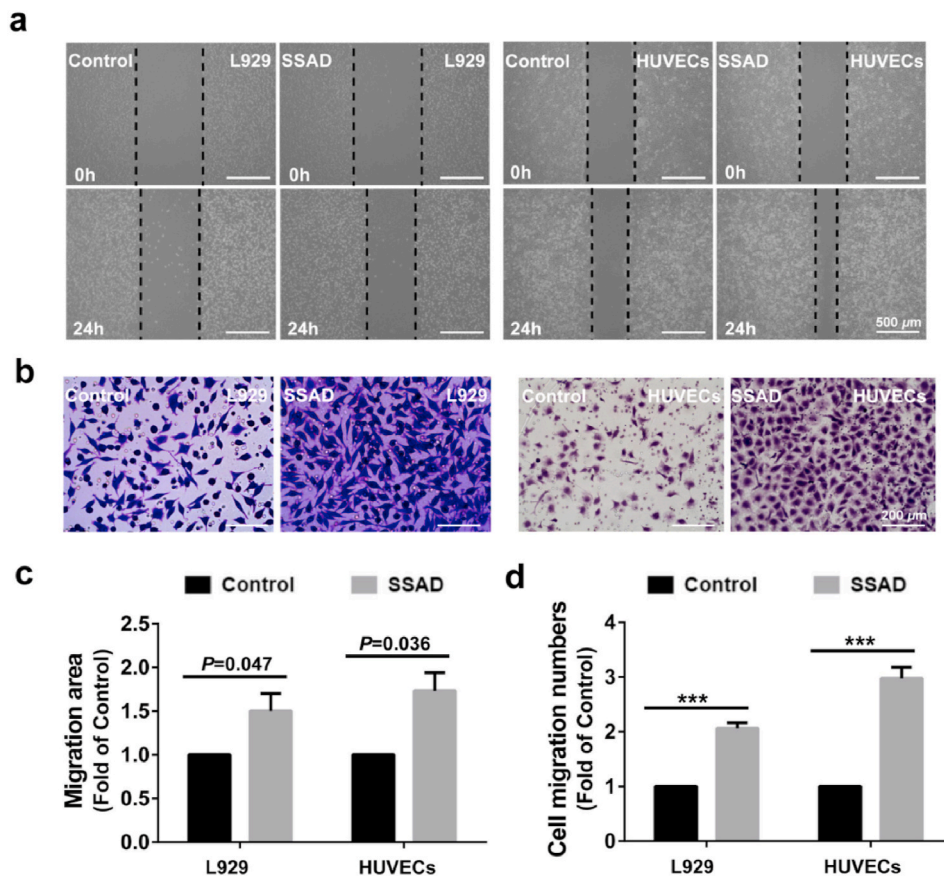 a
Control L929 SSAD L929 Control HUVECs SSAD HUVECs
0h 0h 0h 0h
24h 24h 24h 24h 500 µm
b
Control L929 SSAD L929 Control HUVECs SSAD HUVECs
200 µm
c
Control SSAD
Migration area
(Fold of Control)
2.5
2.0
1.5
1.0
0.5
0.0
P=0.047
P=0.036
L929 HUVECs
d
Control SSAD
Cell migration numbers
(Fold of Control)
4
3
2
1
0
***
***
L929 HUVECs